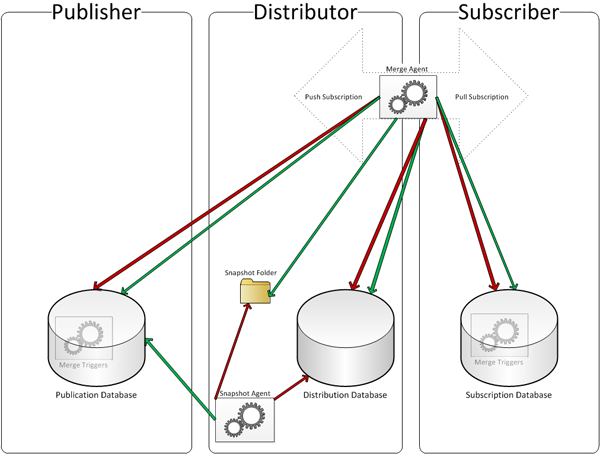 Publisher
Distributor
Subscriber
Merge Agent
Push Subscription
Pull Subscription
Snapshot Folder
Merge Triggers
Merge Triggers
Publication Database
Snapshot Agent
Distribution Database
Subscription Database